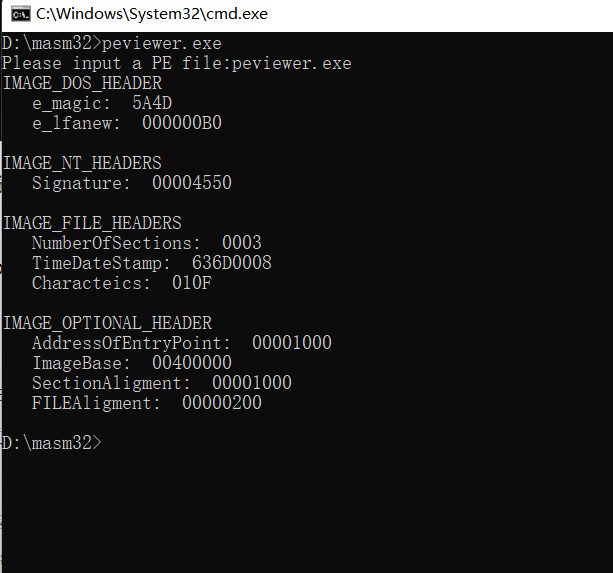 C:\Windows\System32\cmd.exe
D:\masm32>peviewer.exe
Please input a PE file:peviewer.exe
IMAGE_DOS_HEADER
   e_magic:  5A4D
   e_lfanew:  000000B0

IMAGE_NT_HEADERS
   Signature:  00004550

IMAGE_FILE_HEADERS
   NumberOfSections:  0003
   TimeDateStamp:  636D0008
   Characteics:  010F

IMAGE_OPTIONAL_HEADER
   AddressOfEntryPoint:  00001000
   ImageBase:  00400000
   SectionAligment:  00001000
   FILEAligment:  00000200

D:\masm32>